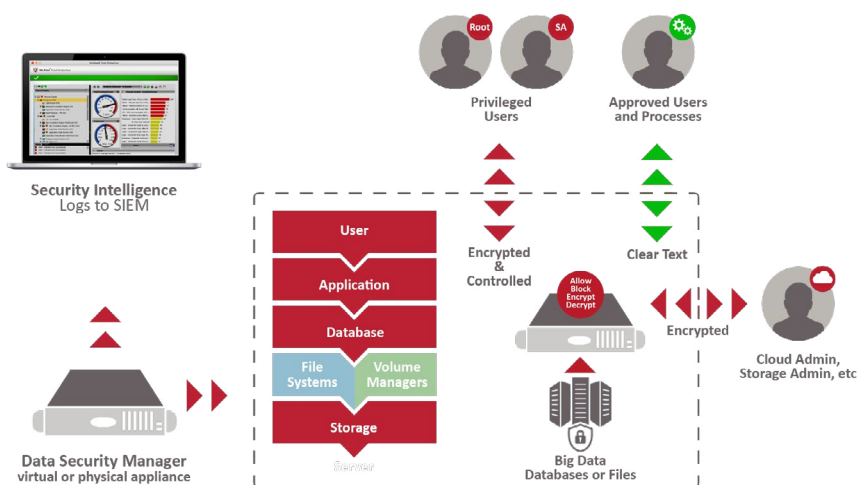 Root
SA
Privileged
Users
Approved Users
and Processes
Security Intelligence
Logs to SIEM
User
Application
Database
File
Systems
Volume
Managers
Storage
Server
Encrypted
&
Controlled
Clear Text
Allow
Block
Encrypt
Decrypt
Encrypted
Cloud Admin,
Storage Admin, etc
Big Data
Databases or Files
Data Security Manager
virtual or physical appliance